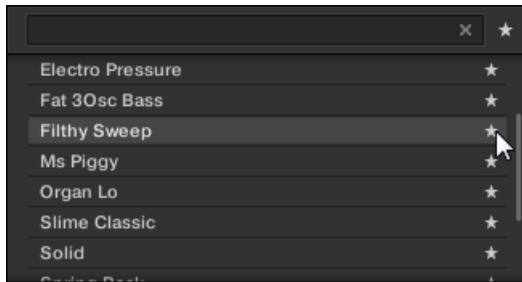 Electro Pressure
Fat 3Osc Bass
Filthy Sweep
Ms Piggy
Organ Lo
Slime Classic
Solid